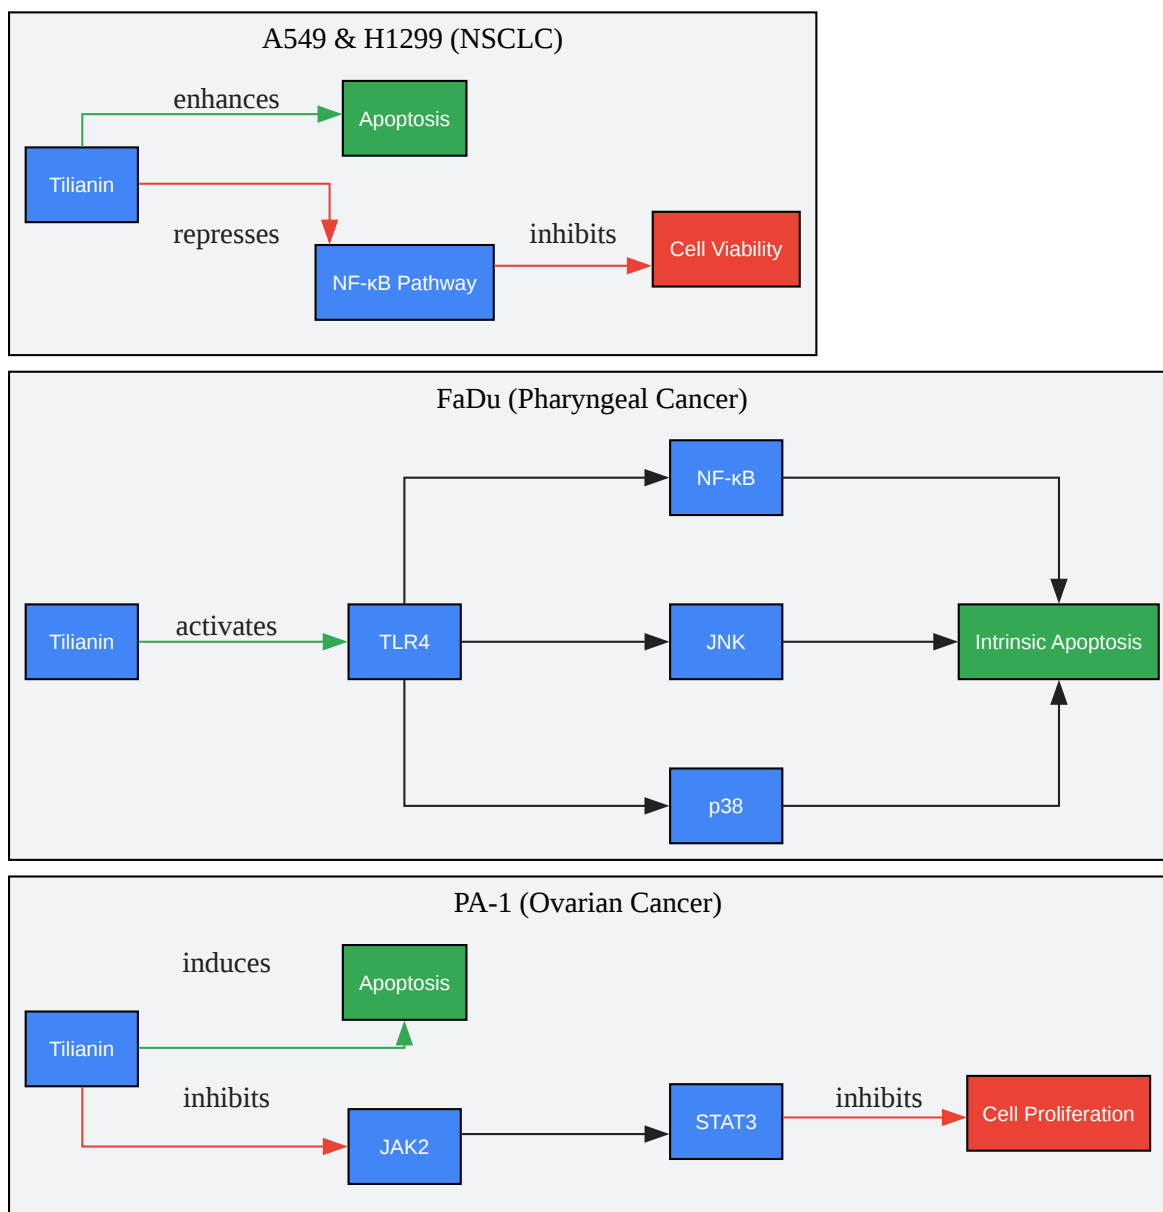 A549 & H1299 (NSCLC)
enhances
Apoptosis
Tilianin
represses
inhibits
Cell Viability
NF-κB Pathway
FaDu (Pharyngeal Cancer)
NF-κB
Tilianin
activates
TLR4
JNK
Intrinsic Apoptosis
p38
PA-1 (Ovarian Cancer)
induces
Apoptosis
Tilianin
inhibits
JAK2
STAT3
inhibits
Cell Proliferation